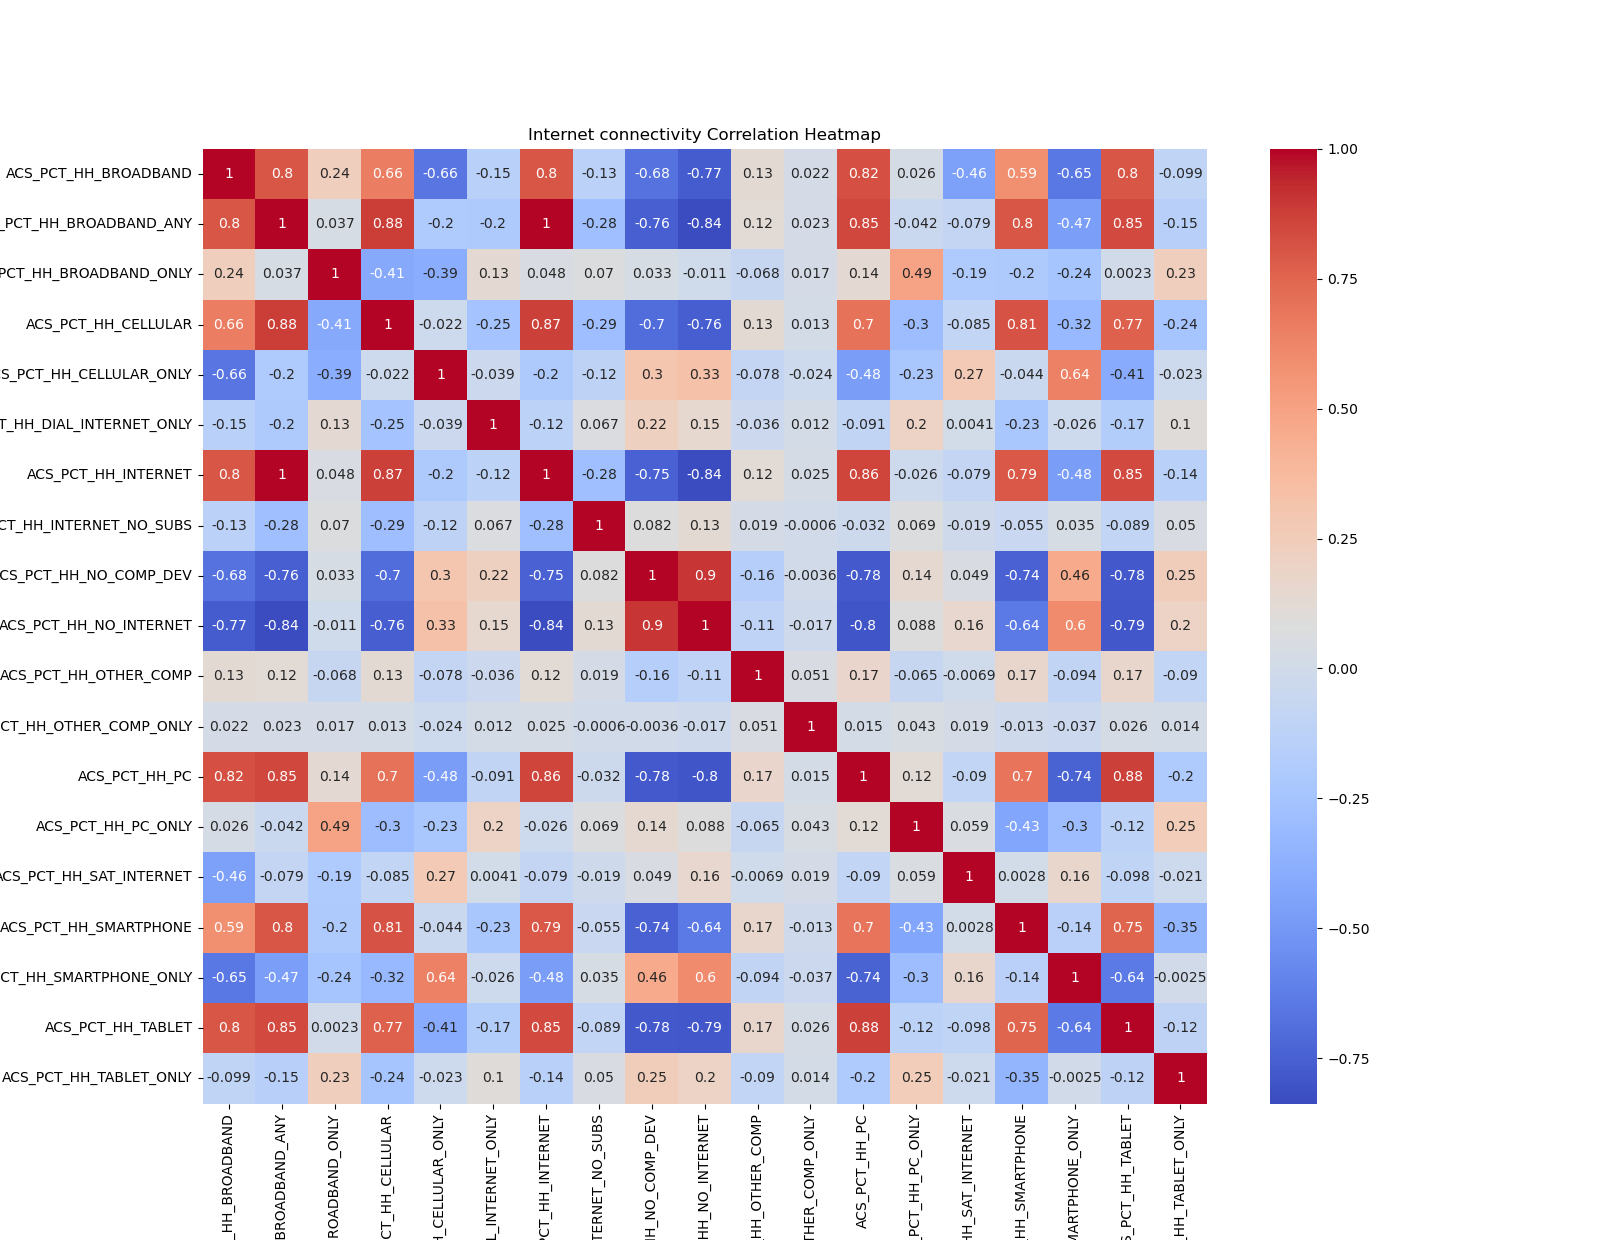 Internet connectivity Correlation Heatmap
ACS_PCT_HH_BROADBAND 1 0.8 0.24 0.66 -0.66 -0.15 0.8 -0.13 -0.68 -0.77 0.13 0.022 0.82 0.026 -0.46 0.59 -0.65 0.8 -0.099
_PCT_HH_BROADBAND_ANY 0.8 1 0.037 0.88 -0.2 -0.2 1 -0.28 -0.76 -0.84 0.12 0.023 0.85 -0.042 -0.079 0.8 -0.47 0.85 -0.15
PCT_HH_BROADBAND_ONLY 0.24 0.037 1 -0.41 -0.39 0.13 0.048 0.07 0.033 -0.011 -0.068 0.017 0.14 0.49 -0.19 -0.2 -0.24 0.0023 0.23
ACS_PCT_HH_CELLULAR 0.66 0.88 -0.41 1 -0.022 -0.25 0.87 -0.29 -0.7 -0.76 0.13 0.013 0.7 -0.3 -0.085 0.81 -0.32 0.77 -0.24
CS_PCT_HH_CELLULAR_ONLY -0.66 -0.2 -0.39 -0.022 1 -0.039 -0.2 -0.12 0.3 0.33 -0.078 -0.024 -0.48 -0.23 0.27 -0.044 0.64 -0.41 -0.023
T_HH_DIAL_INTERNET_ONLY -0.15 -0.2 0.13 -0.25 -0.039 1 -0.12 0.067 0.22 0.15 -0.036 0.012 -0.091 0.2 0.0041 -0.23 -0.026 -0.17 0.1
ACS_PCT_HH_INTERNET 0.8 1 0.048 0.87 -0.2 -0.12 1 -0.28 -0.75 -0.84 0.12 0.025 0.86 -0.026 -0.079 0.79 -0.48 0.85 -0.14
CT_HH_INTERNET_NO_SUBS -0.13 -0.28 0.07 -0.29 -0.12 0.067 -0.28 1 0.082 0.13 0.019 -0.0006 -0.032 0.069 -0.019 -0.055 0.035 -0.089 0.05
CS_PCT_HH_NO_COMP_DEV -0.68 -0.76 0.033 -0.7 0.3 0.22 -0.75 0.082 1 0.9 -0.16 -0.0036 -0.78 0.14 0.049 -0.74 0.46 -0.78 0.25
ACS_PCT_HH_NO_INTERNET -0.77 -0.84 -0.011 -0.76 0.33 0.15 -0.84 0.13 0.9 1 -0.11 -0.017 -0.8 0.088 0.16 -0.64 0.6 -0.79 0.2
ACS_PCT_HH_OTHER_COMP 0.13 0.12 -0.068 0.13 -0.078 -0.036 0.12 0.019 -0.16 -0.11 1 0.051 0.17 -0.065 -0.0069 0.17 -0.094 0.17 -0.09
CT_HH_OTHER_COMP_ONLY 0.022 0.023 0.017 0.013 -0.024 0.012 0.025 -0.0006 -0.0036 -0.017 0.051 1 0.015 0.043 0.019 -0.013 -0.037 0.026 0.014
ACS_PCT_HH_PC 0.82 0.85 0.14 0.7 -0.48 -0.091 0.86 -0.032 -0.78 -0.8 0.17 0.015 1 0.12 -0.09 0.7 -0.74 0.88 -0.2
ACS_PCT_HH_PC_ONLY 0.026 -0.042 0.49 -0.3 -0.23 0.2 -0.026 0.069 0.14 0.088 -0.065 0.043 0.12 1 0.059 -0.43 -0.3 -0.12 0.25
ACS_PCT_HH_SAT_INTERNET -0.46 -0.079 -0.19 -0.085 0.27 0.0041 -0.079 -0.019 0.049 0.16 -0.0069 0.019 -0.09 0.059 1 0.0028 0.16 -0.098 -0.021
ACS_PCT_HH_SMARTPHONE 0.59 0.8 -0.2 0.81 -0.044 -0.23 0.79 -0.055 -0.74 -0.64 0.17 -0.013 0.7 -0.43 0.0028 1 -0.14 0.75 -0.35
CT_HH_SMARTPHONE_ONLY -0.65 -0.47 -0.24 -0.32 0.64 -0.026 -0.48 0.035 0.46 0.6 -0.094 -0.037 -0.74 -0.3 0.16 -0.14 1 -0.64 -0.0025
ACS_PCT_HH_TABLET 0.8 0.85 0.0023 0.77 -0.41 -0.17 0.85 -0.089 -0.78 -0.79 0.17 0.026 0.88 -0.12 -0.098 0.75 -0.64 1 -0.12
ACS_PCT_HH_TABLET_ONLY -0.099 -0.15 0.23 -0.24 -0.023 0.1 -0.14 0.05 0.25 0.2 -0.09 0.014 -0.2 0.25 -0.021 -0.35 -0.0025 -0.12 1
_HH_BROADBAND
BROADBAND_ANY
ROADBAND_ONLY
CT_HH_CELLULAR
H_CELLULAR_ONLY
L_INTERNET_ONLY
PCT_HH_INTERNET
TERNET_NO_SUBS
HH_NO_COMP_DEV
HH_NO_INTERNET
HH_OTHER_COMP
THER_COMP_ONLY
ACS_PCT_HH_PC
_PCT_HH_PC_ONLY
HH_SAT_INTERNET
_HH_SMARTPHONE
MARTPHONE_ONLY
S_PCT_HH_TABLET
_HH_TABLET_ONLY
1.00
0.75
0.50
0.25
0.00
−0.25
−0.50
−0.75